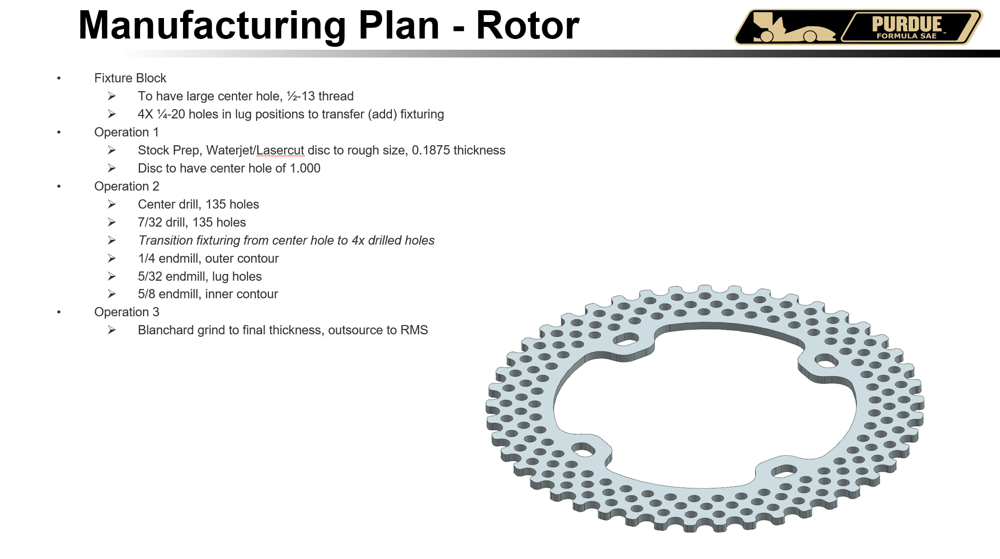 Manufacturing Plan - Rotor
PURDUE
FORMULA SAE ™
• Fixture Block
➢ To have large center hole, ½-13 thread
➢ 4X ¼-20 holes in lug positions to transfer (add) fixturing
• Operation 1
➢ Stock Prep, Waterjet/Lasercut disc to rough size, 0.1875 thickness
➢ Disc to have center hole of 1.000
• Operation 2
➢ Center drill, 135 holes
➢ 7/32 drill, 135 holes
➢ Transition fixturing from center hole to 4x drilled holes
➢ 1/4 endmill, outer contour
➢ 5/32 endmill, lug holes
➢ 5/8 endmill, inner contour
• Operation 3
➢ Blanchard grind to final thickness, outsource to RMS